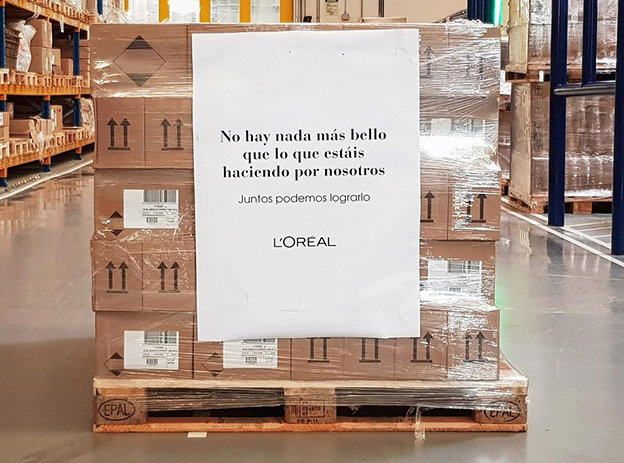 No hay nada más bello
que lo que estáis
haciendo por nosotros
Juntos podemos lograrlo
L'ORÉAL
EPAL
EPAL